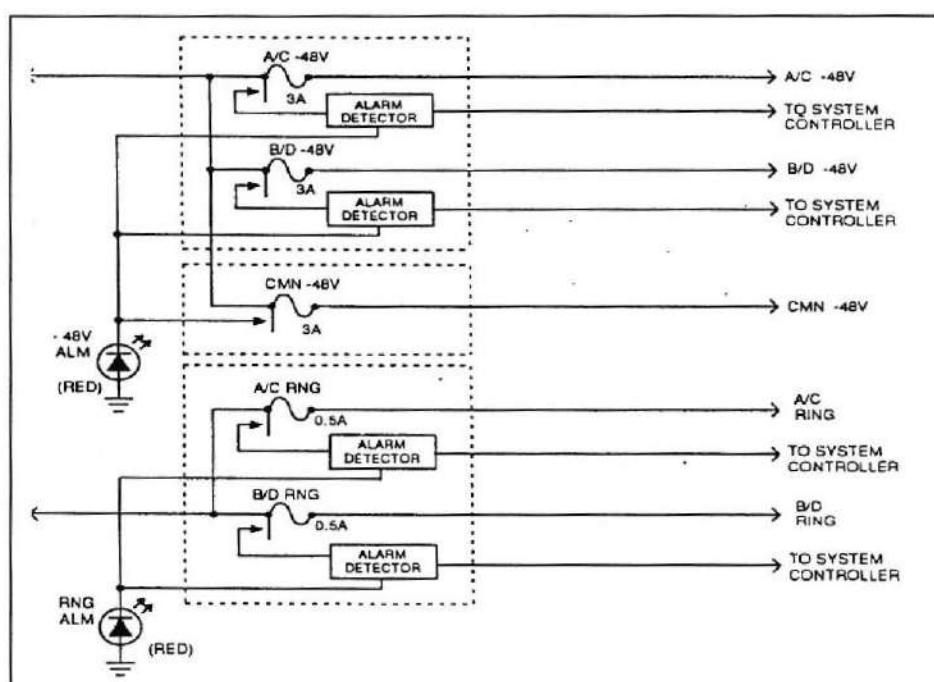 A/C -48V
3A
A/C -48V
ALARM
DETECTOR
TO SYSTEM
CONTROLLER
B/D -48V
3A
B/D -48V
ALARM
DETECTOR
TO SYSTEM
CONTROLLER
CMN -48V
3A
CMN -48V
-48V
ALM
(RED)
A/C RNG
0.5A
A/C
RING
ALARM
DETECTOR
TO SYSTEM
CONTROLLER
B/D RNG
0.5A
B/D
RING
ALARM
DETECTOR
TO SYSTEM
CONTROLLER
RNG
ALM
(RED)